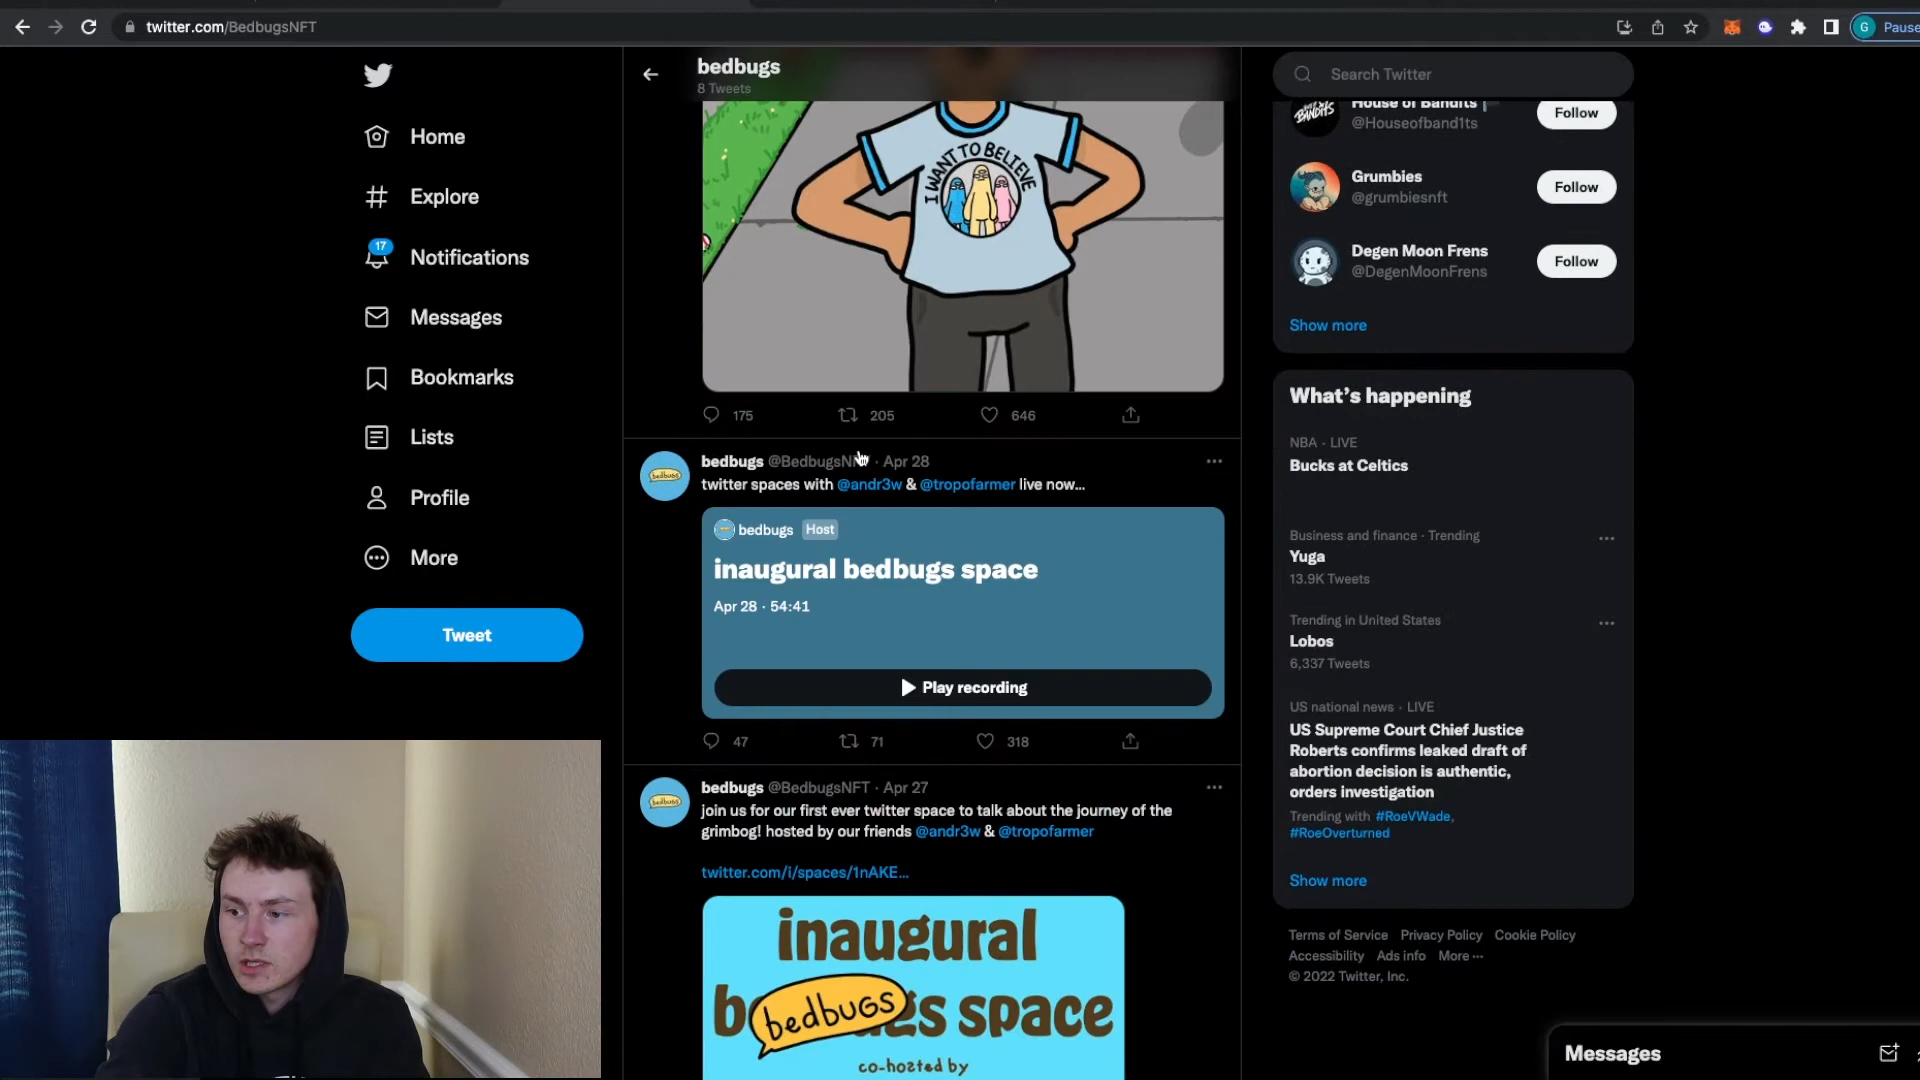 twitter.com/BedbugsNFT
G
Pause
bedbugs
8 Tweets
Home
Explore
17
Notifications
Messages
Bookmarks
Lists
Profile
More
Tweet
I WANT TO BELIEVE
175 205 646
bedbugs @BedbugsNF · Apr 28
twitter spaces with @andr3w & @tropofarmer live now...
bedbugs Host
inaugural bedbugs space
Apr 28 · 54:41
Play recording
47 71 318
bedbugs @BedbugsNFT · Apr 27
join us for our first ever twitter space to talk about the journey of the
grimbog! hosted by our friends @andr3w & @tropofarmer
twitter.com/i/spaces/1nAKE...
inaugural
b bedbugs gs space
co-hosted by
Search Twitter
BANDITS
House of Bandits
@Houseofband1ts
Follow
Grumbies
@grumbiesnft
Follow
Degen Moon Frens
@DegenMoonFrens
Follow
Show more
What's happening
NBA · LIVE
Bucks at Celtics
Business and finance · Trending
Yuga
13.9K Tweets
Trending in United States
Lobos
6,337 Tweets
US national news · LIVE
US Supreme Court Chief Justice
Roberts confirms leaked draft of
abortion decision is authentic,
orders investigation
Trending with #RoeVWade,
#RoeOverturned
Show more
Terms of Service Privacy Policy Cookie Policy
Accessibility Ads info More ···
© 2022 Twitter, Inc.
Messages